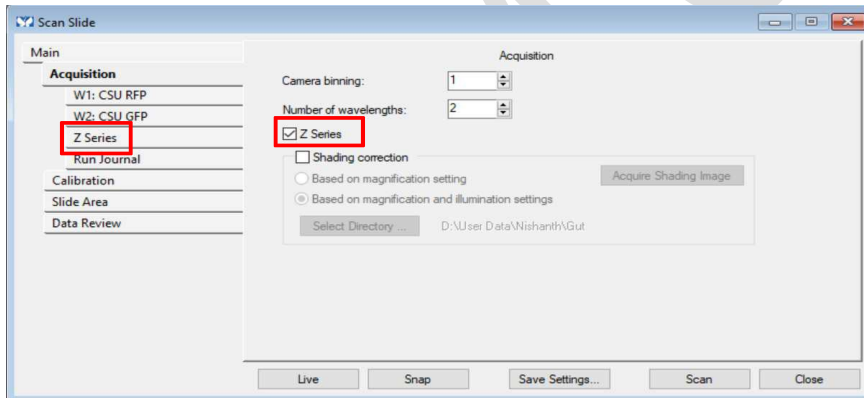 Scan Slide
Main
Acquisition
W1: CSU RFP
W2: CSU GFP
Z Series
Run Journal
Calibration
Slide Area
Data Review
Acquisition
Camera binning: 1
Number of wavelengths: 2
Z Series
Shading correction
Based on magnification setting
Acquire Shading Image
Based on magnification and illumination settings
Select Directory ... D:\User Data\Nishanth\Gut
Live Snap Save Settings... Scan Close